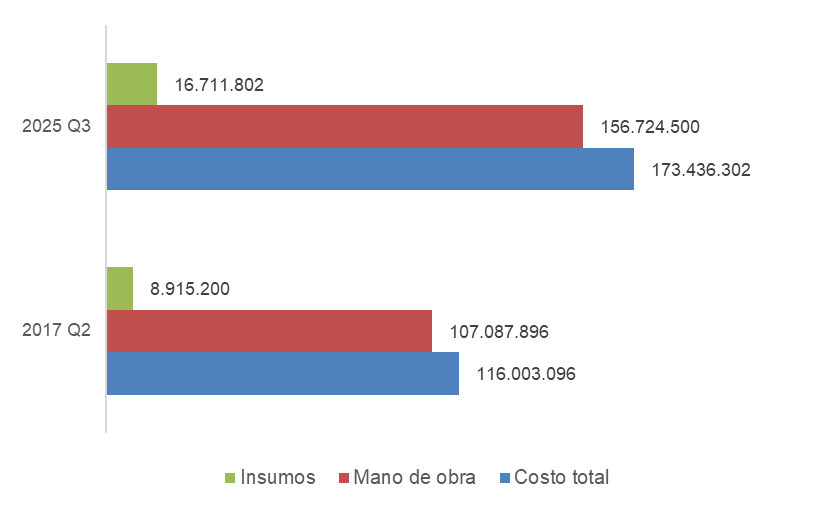 16.711.802
2025 Q3
156.724.500
173.436.302
8.915.200
2017 Q2
107.087.896
116.003.096
Insumos Mano de obra Costo total